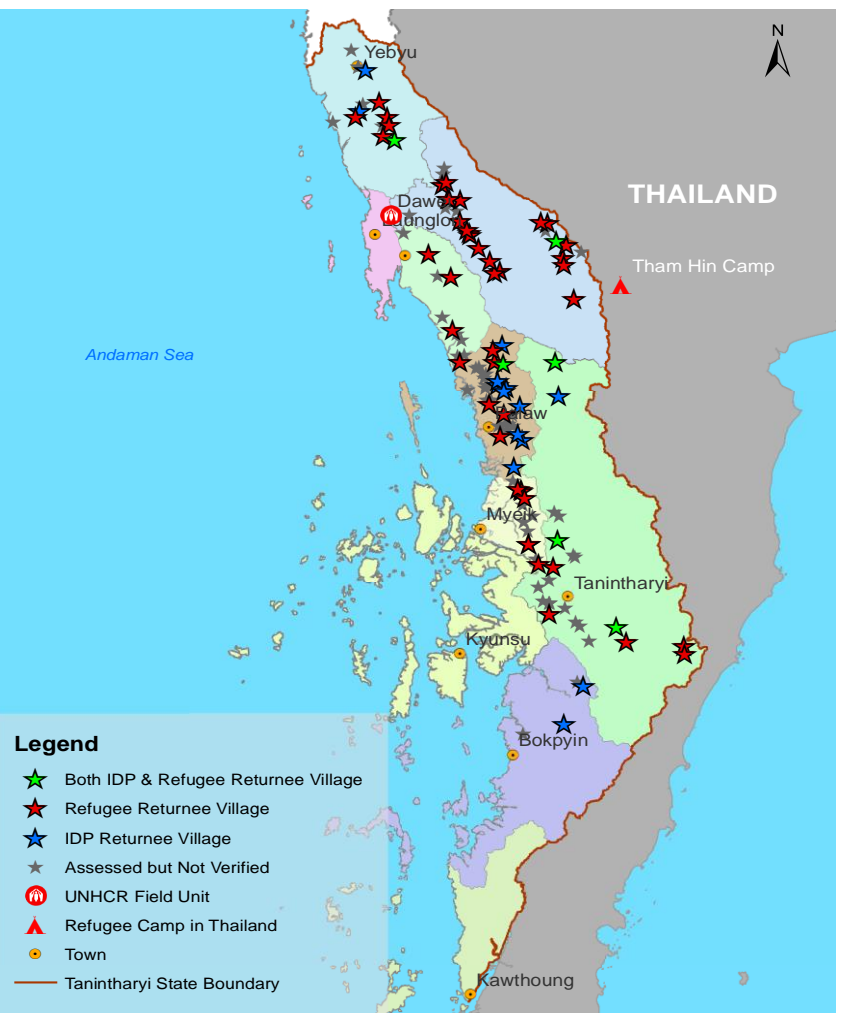 N
Yebyu
THAILAND
Dawei
Launglon
Tham Hin Camp
Andaman Sea
Palaw
Myeik
Tanintharyi
Kyunsu
Bokpyin
Kawthoung
Legend
Both IDP & Refugee Returnee Village
Refugee Returnee Village
IDP Returnee Village
Assessed but Not Verified
UNHCR Field Unit
Refugee Camp in Thailand
Town
Tanintharyi State Boundary